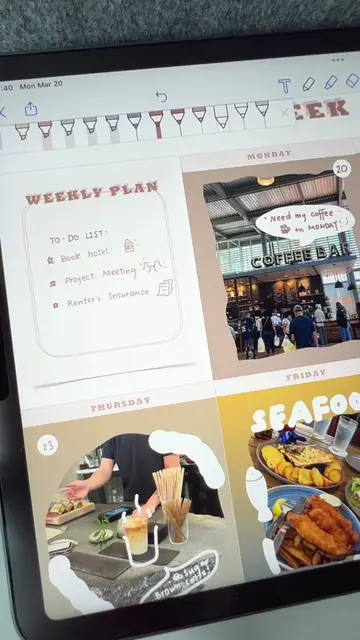 :40 Mon Mar 20
T
EEK
WEEKLY PLAN
TO-DO LIST:
Book hotel
Project Meeting
Renter's Insurance
MONDAY
20
"Need my coffee
on MONDAY"
COFFEE BAR
THURSDAY
23
Brown coffee
FRIDAY
SEAFOO